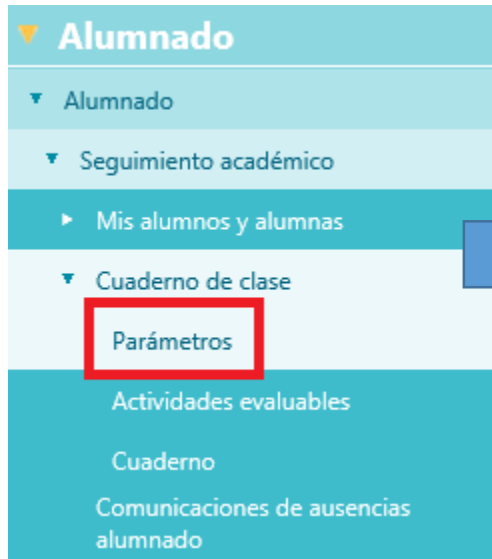 Alumnado
Alumnado
Seguimiento académico
Mis alumnos y alumnas
Cuaderno de clase
Parámetros
Actividades evaluables
Cuaderno
Comunicaciones de ausencias
alumnado